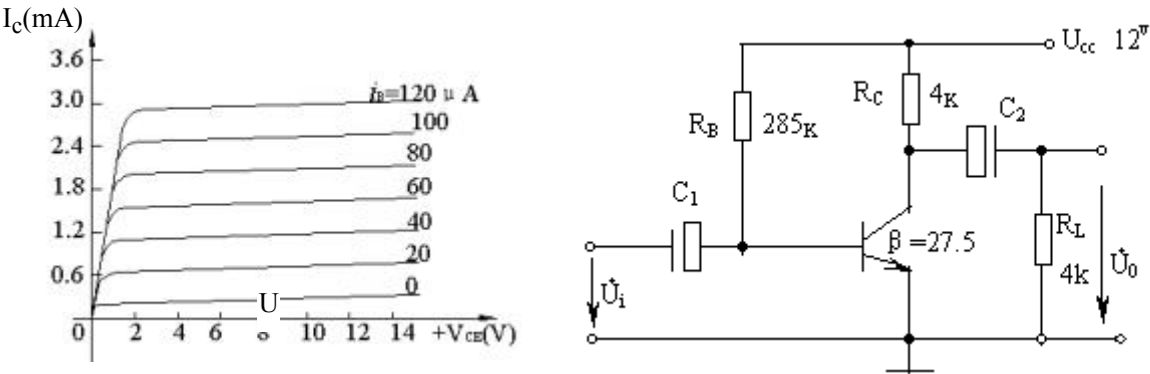 I_c(mA)
3.6
3.0
2.4
1.8
1.2
0.6
i_B=120 μ A
100
80
60
40
20
0
U
0 2 4 6 10 12 14 +V_CE(V)
U_cc 12^v
R_C 4_K
C_2
R_B 285_K
C_1
β =27.5
R_L
4k
U̇_i
U̇_0